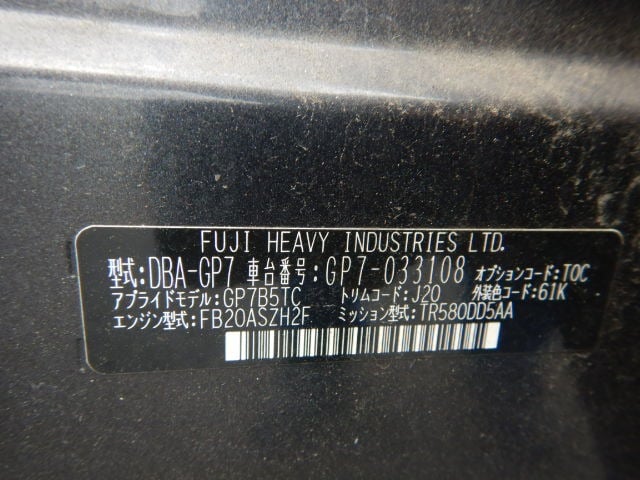 FUJI HEAVY INDUSTRIES LTD.
型式:DBA-GP7 車台番号:GP7-033108 オプションコード:TOC
アプライドモデル:GP7B5TC トリムコード:J20 外装色コード:61K
エンジン型式:FB20ASZH2F ミッション型式:TR580DD5AA